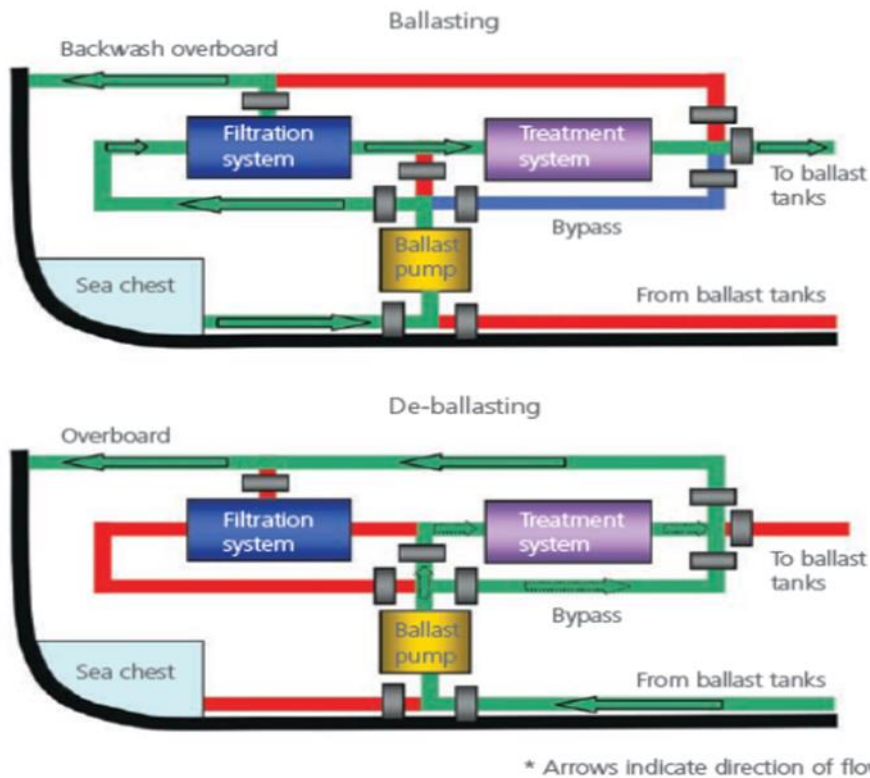 Ballasting
Backwash overboard
Filtration
system
Treatment
system
To ballast
tanks
Bypass
Ballast
pump
Sea chest
From ballast tanks
De-ballasting
Overboard
Filtration
system
Treatment
system
To ballast
tanks
Bypass
Ballast
pump
Sea chest
From ballast tanks
* Arrows indicate direction of flo